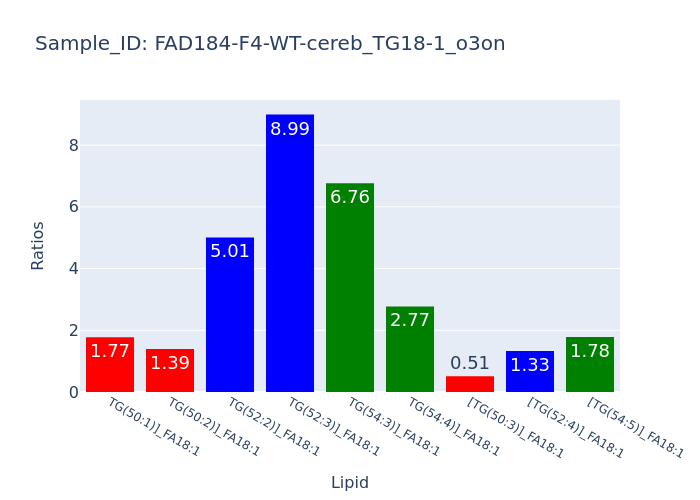 Sample_ID: FAD184-F4-WT-cereb_TG18-1_o3on
Ratios
8
6
4
2
0
1.77
1.39
5.01
8.99
6.76
2.77
0.51
1.33
1.78
TG(50:1)]_FA18:1
TG(50:2)]_FA18:1
TG(52:2)]_FA18:1
TG(52:3)]_FA18:1
TG(54:3)]_FA18:1
TG(54:4)]_FA18:1
[TG(50:3)]_FA18:1
[TG(52:4)]_FA18:1
[TG(54:5)]_FA18:1
Lipid